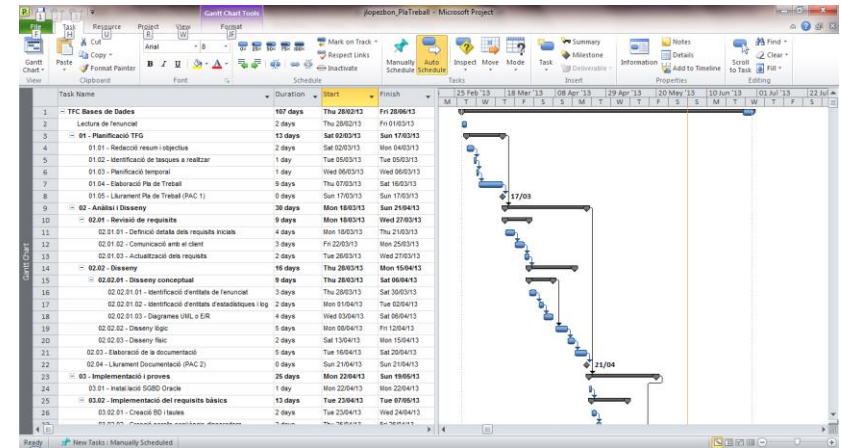 Gantt Chart Tools
jlopezbon_PlaTreball - Microsoft Project
File Task Resource Project View Format
F H U R W JF
Gantt Chart
Paste
Cut
Copy
Format Painter
Arial 8
B I U A
Mark on Track
Respect Links
Inactivate
Manually Schedule
Auto Schedule
Inspect Move Mode
Task
Summary
Milestone
Deliverable
Information
Notes
Details
Add to Timeline
Scroll to Task
Find
Clear
Fill
View Clipboard Font Schedule Tasks Insert Properties Editing
Task Name Duration Start Finish
25 Feb '13 18 Mar '13 08 Apr '13 29 Apr '13 20 May '13 10 Jun '13 01 Jul '13 22 Jul
M T W T F S S M T W T F S S M T W T F S
1 TFC Bases de Dades 107 days Thu 28/02/13 Fri 28/06/13
2 Lectura de l'enunciat 2 days Thu 28/02/13 Fri 01/03/13
3 01 - Planificació TFG 13 days Sat 02/03/13 Sun 17/03/13
4 01.01 - Redacció resum i objectius 2 days Sat 02/03/13 Mon 04/03/13
5 01.02 - Identificació de tasques a realitzar 1 day Tue 05/03/13 Tue 05/03/13
6 01.03 - Planificació temporal 1 day Wed 06/03/13 Wed 06/03/13
7 01.04 - Elaboració Pla de Treball 9 days Thu 07/03/13 Sat 16/03/13
8 01.05 - Lliurament Pla de Treball (PAC 1) 0 days Sun 17/03/13 Sun 17/03/13 17/03
9 02 - Anàlisi i Disseny 30 days Mon 18/03/13 Sun 21/04/13
10 02.01 - Revisió de requisits 9 days Mon 18/03/13 Wed 27/03/13
11 02.01.01 - Definició detalla dels requisits inicials 4 days Mon 18/03/13 Thu 21/03/13
12 02.01.02 - Comunicació amb el client 3 days Fri 22/03/13 Mon 25/03/13
13 02.01.03 - Actualització dels requisits 2 days Tue 26/03/13 Wed 27/03/13
14 02.02 - Disseny 16 days Thu 28/03/13 Mon 15/04/13
15 02.02.01 - Disseny conceptual 9 days Thu 28/03/13 Sat 06/04/13
16 02.02.01.01 - Identificació d'entitats de l'enunciat 3 days Thu 28/03/13 Sat 30/03/13
17 02.02.01.02 - Identificació d'entitats d'estadístiques i log 2 days Mon 01/04/13 Tue 02/04/13
18 02.02.01.03 - Diagrames UML o E/R 4 days Wed 03/04/13 Sat 06/04/13
19 02.02.02 - Disseny lògic 5 days Mon 08/04/13 Fri 12/04/13
20 02.02.03 - Disseny físic 2 days Sat 13/04/13 Mon 15/04/13
21 02.03 - Elaboració de la documentació 5 days Tue 16/04/13 Sat 20/04/13
22 02.04 - Lliurament Documentació (PAC 2) 0 days Sun 21/04/13 Sun 21/04/13 21/04
23 03 - Implementació i proves 25 days Mon 22/04/13 Sun 19/05/13
24 03.01 - Instal.lació SGBD Oracle 1 day Mon 22/04/13 Mon 22/04/13
25 03.02 - Implementació del requisits bàsics 13 days Tue 23/04/13 Tue 07/05/13
26 03.02.01 - Creació BD i taules 2 days Tue 23/04/13 Wed 24/04/13
Gantt Chart
Ready New Tasks : Manually Scheduled